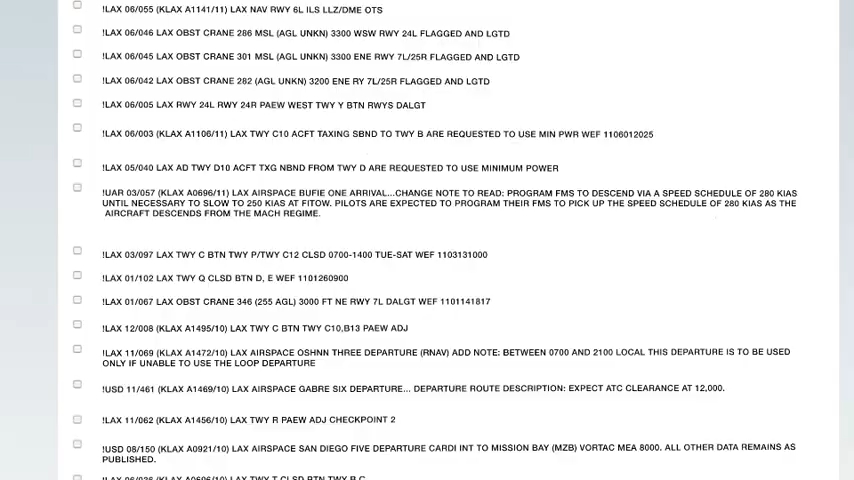 !LAX 06/055 (KLAX A1141/11) LAX NAV RWY 6L ILS LLZ/DME OTS
!LAX 06/046 LAX OBST CRANE 286 MSL (AGL UNKN) 3300 WSW RWY 24L FLAGGED AND LGTD
!LAX 06/045 LAX OBST CRANE 301 MSL (AGL UNKN) 3300 ENE RWY 7L/25R FLAGGED AND LGTD
!LAX 06/042 LAX OBST CRANE 282 (AGL UNKN) 3200 ENE RY 7L/25R FLAGGED AND LGTD
!LAX 06/005 LAX RWY 24L RWY 24R PAEW WEST TWY Y BTN RWYS DALGT
!LAX 06/003 (KLAX A1106/11) LAX TWY C10 ACFT TAXING SBND TO TWY B ARE REQUESTED TO USE MIN PWR WEF 1106012025
!LAX 05/040 LAX AD TWY D10 ACFT TXG NBND FROM TWY D ARE REQUESTED TO USE MINIMUM POWER
!UAR 03/057 (KLAX A0696/11) LAX AIRSPACE BUFIE ONE ARRIVAL...CHANGE NOTE TO READ: PROGRAM FMS TO DESCEND VIA A SPEED SCHEDULE OF 280 KIAS
UNTIL NECESSARY TO SLOW TO 250 KIAS AT FITOW. PILOTS ARE EXPECTED TO PROGRAM THEIR FMS TO PICK UP THE SPEED SCHEDULE OF 280 KIAS AS THE
AIRCRAFT DESCENDS FROM THE MACH REGIME.
!LAX 03/097 LAX TWY C BTN TWY P/TWY C12 CLSD 0700-1400 TUE-SAT WEF 1103131000
!LAX 01/102 LAX TWY Q CLSD BTN D, E WEF 1101260900
!LAX 01/067 LAX OBST CRANE 346 (255 AGL) 3000 FT NE RWY 7L DALGT WEF 1101141817
!LAX 12/008 (KLAX A1495/10) LAX TWY C BTN TWY C10,B13 PAEW ADJ
!LAX 11/069 (KLAX A1472/10) LAX AIRSPACE OSHNN THREE DEPARTURE (RNAV) ADD NOTE: BETWEEN 0700 AND 2100 LOCAL THIS DEPARTURE IS TO BE USED
ONLY IF UNABLE TO USE THE LOOP DEPARTURE
!USD 11/461 (KLAX A1469/10) LAX AIRSPACE GABRE SIX DEPARTURE... DEPARTURE ROUTE DESCRIPTION: EXPECT ATC CLEARANCE AT 12,000.
!LAX 11/062 (KLAX A1456/10) LAX TWY R PAEW ADJ CHECKPOINT 2
!USD 08/150 (KLAX A0921/10) LAX AIRSPACE SAN DIEGO FIVE DEPARTURE CARDI INT TO MISSION BAY (MZB) VORTAC MEA 8000. ALL OTHER DATA REMAINS AS
PUBLISHED.